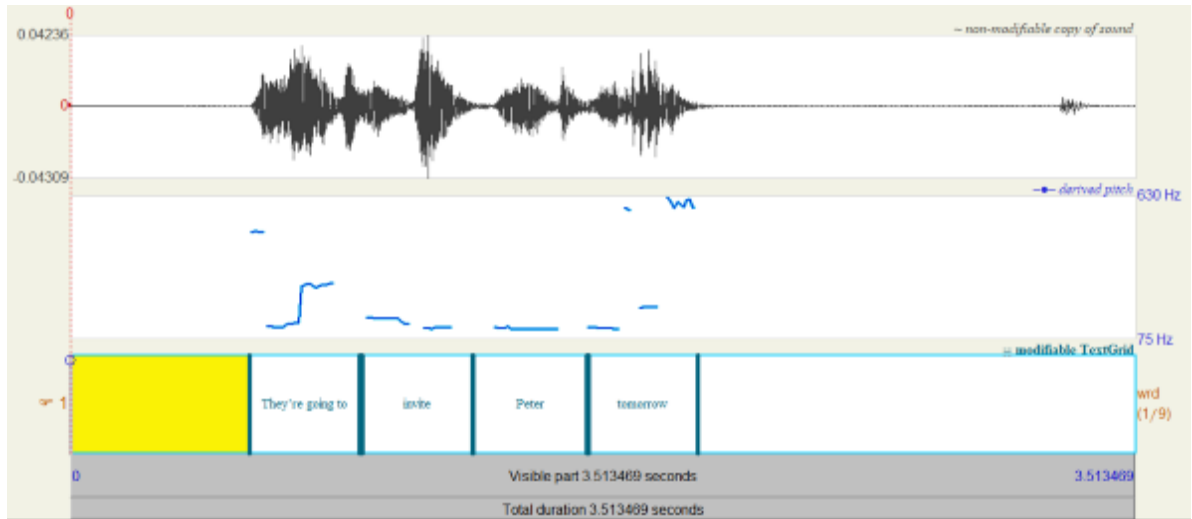 0
0.04236
~ non-modifiable copy of sound
0
-0.04309
derived pitch
630 Hz
75 Hz
modifiable TextGrid
1
They're going to
invite
Peter
tomorrow
wrd
(1/9)
0
Visible part 3.513469 seconds
3.513469
Total duration 3.513469 seconds